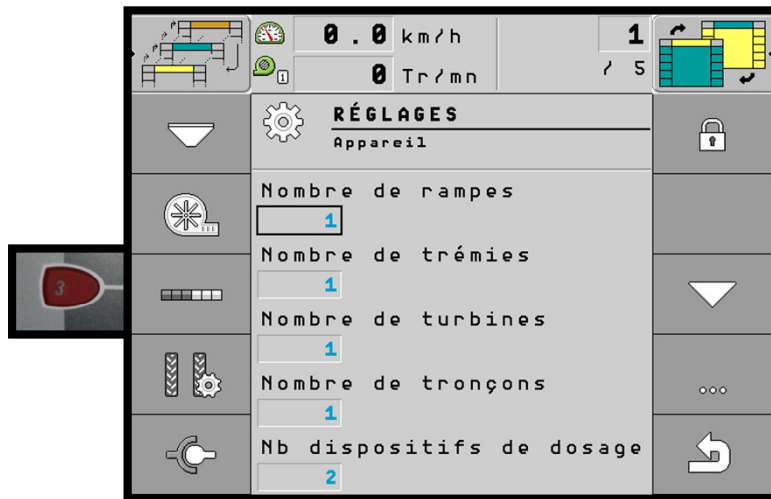 0.0 km/h
1
1
0 Tr/mn
/ 5
RÉGLAGES
Appareil
Nombre de rampes
1
Nombre de trémies
1
3
Nombre de turbines
1
Nombre de tronçons
1
Nb dispositifs de dosage
2